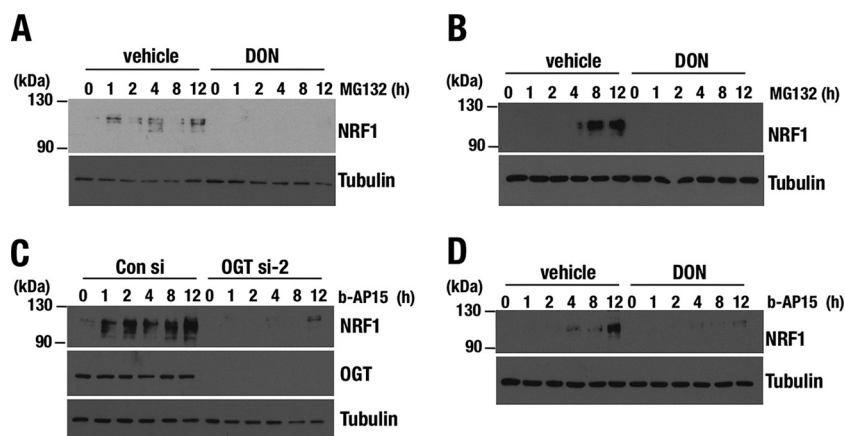 A
vehicle DON
(kDa) 0 1 2 4 8 12 0 1 2 4 8 12 MG132 (h)
130
NRF1
90
Tubulin
B
vehicle DON
(kDa) 0 1 2 4 8 12 0 1 2 4 8 12 MG132 (h)
130
NRF1
90
Tubulin
C
Con si OGT si-2
(kDa) 0 1 2 4 8 12 0 1 2 4 8 12 b-AP15 (h)
130
NRF1
90
OGT
Tubulin
D
vehicle DON
(kDa) 0 1 2 4 8 12 0 1 2 4 8 12 b-AP15 (h)
130
NRF1
90
Tubulin